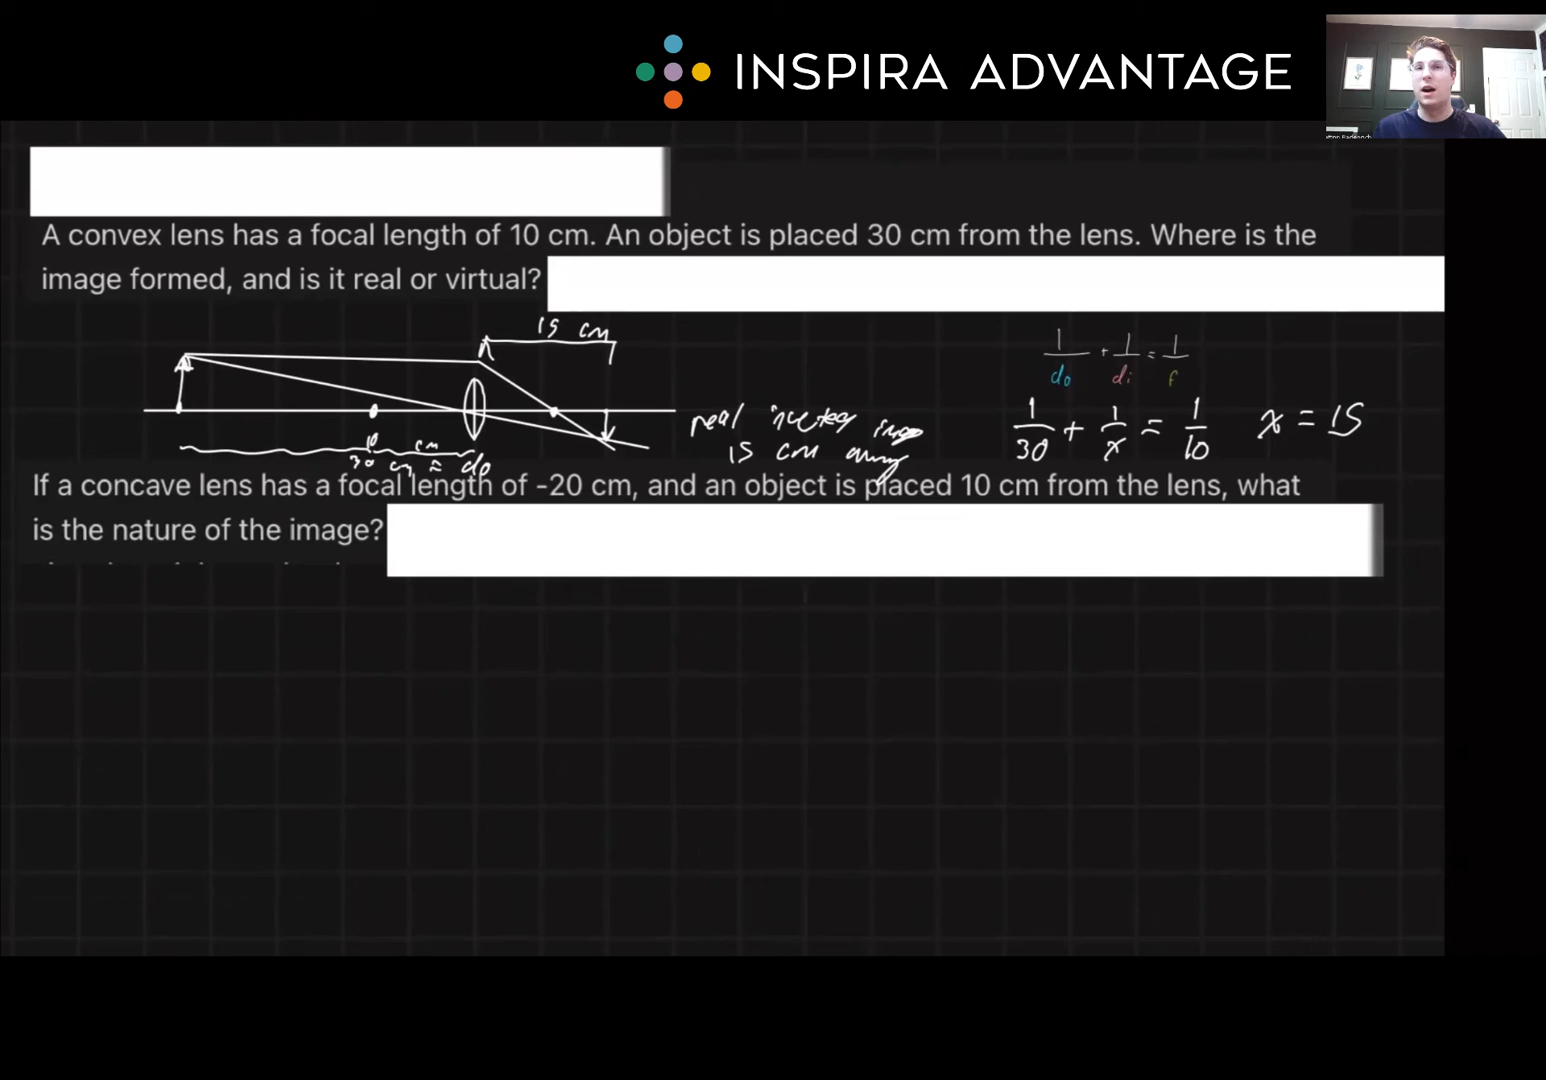 INSPIRA ADVANTAGE
A convex lens has a focal length of 10 cm. An object is placed 30 cm from the lens. Where is the
image formed, and is it real or virtual?
15 cm
1/do + 1/di = 1/f
1/30 + 1/x = 1/10 x = 15
real
15 cm away
10 cm
30 cm = do
If a concave lens has a focal length of -20 cm, and an object is placed 10 cm from the lens, what
is the nature of the image?